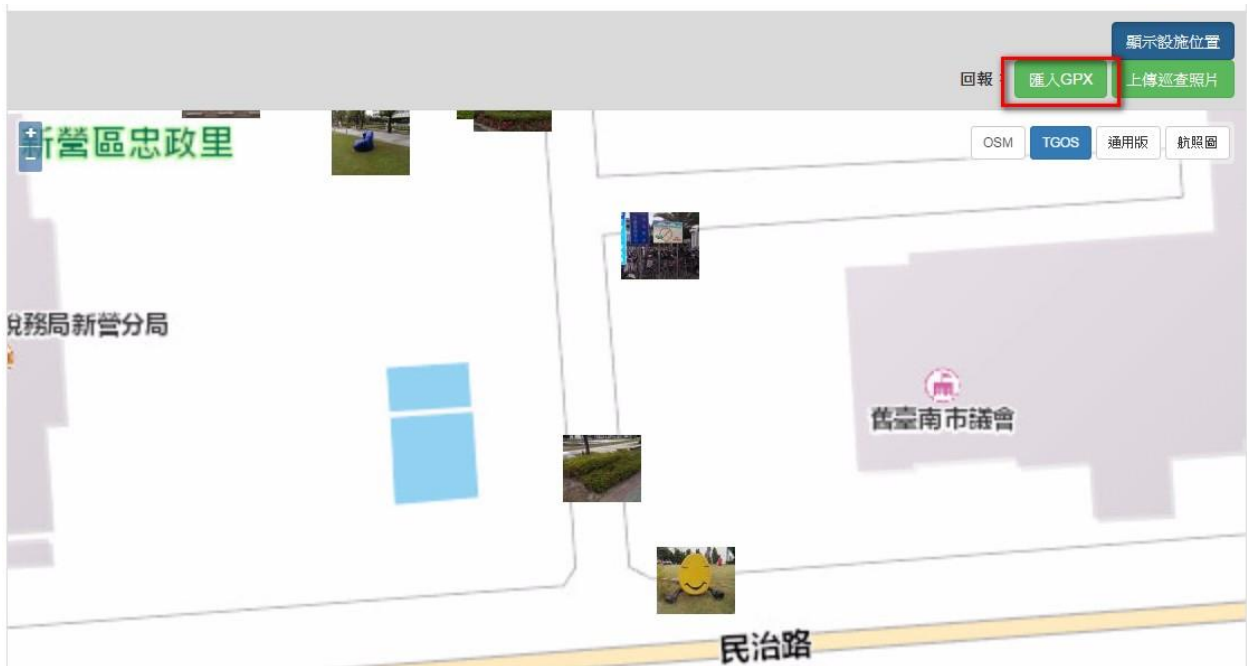 顯示設施位置
回報：
匯入GPX
上傳巡查照片
+
−
新營區忠政里
OSM
TGOS
通用版
航照圖
稅務局新營分局
舊臺南市議會
民治路